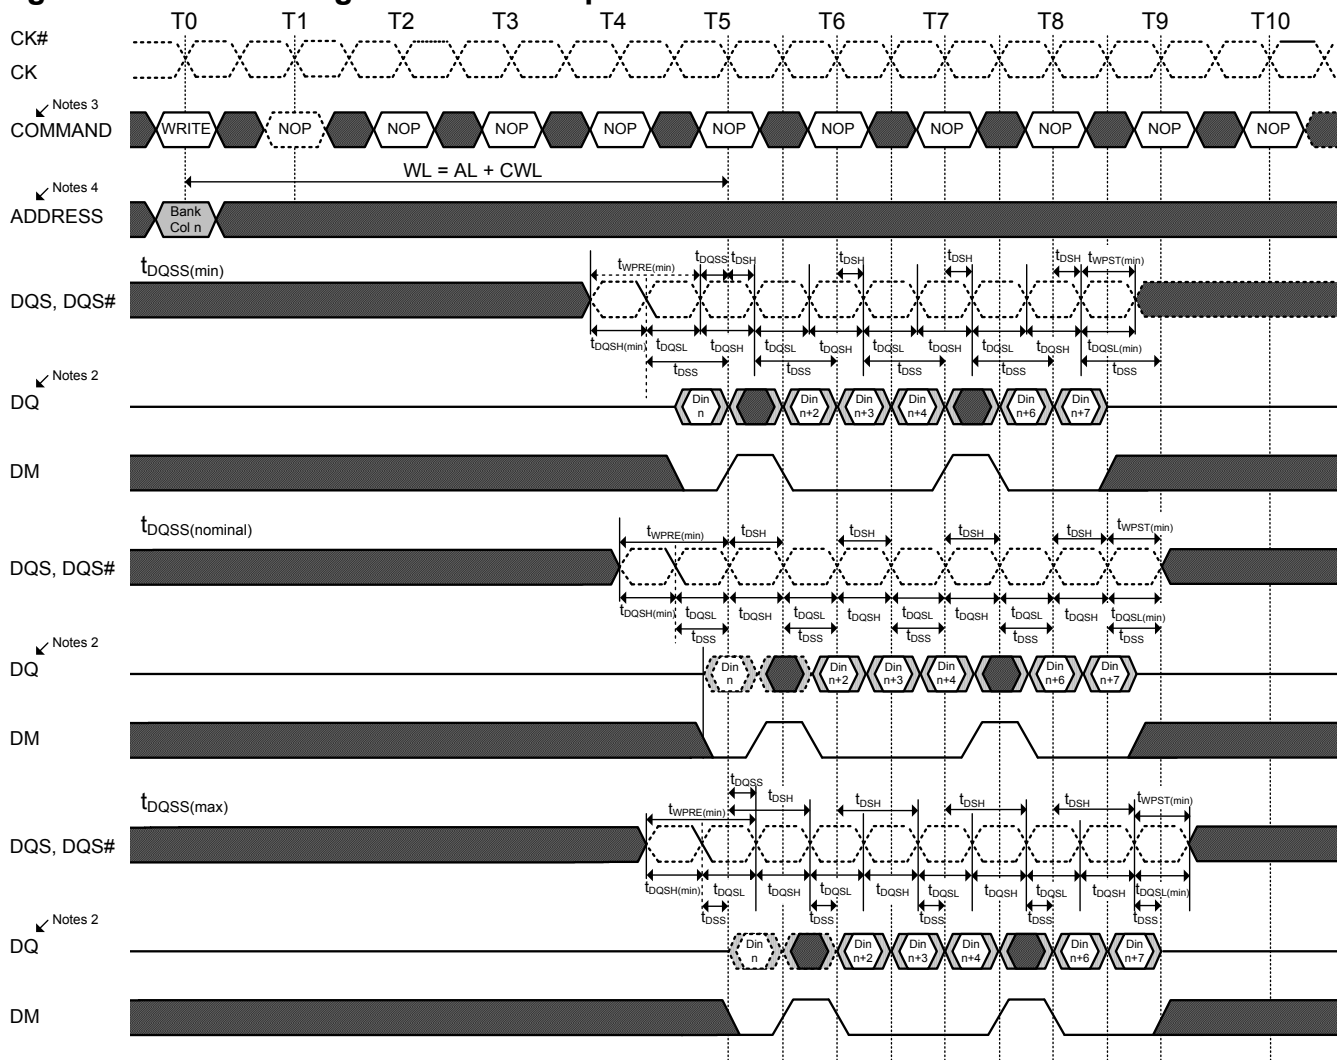 T0 T1 T2 T3 T4 T5 T6 T7 T8 T9 T10
CK#
CK
Notes 3
COMMAND WRITE NOP NOP NOP NOP NOP NOP NOP NOP NOP NOP
WL = AL + CWL
Notes 4
ADDRESS Bank Col n
tDQSS(min)
tWPRE(min) tDQSS tDSH tDSH tDSH tDSH tWPST(min)
DQS, DQS#
tDQSH(min) tDQSL tDQSH tDQSL tDQSH tDQSL tDQSH tDQSL tDQSH tDQSL(min)
tDSS tDSS tDSS tDSS tDSS
Notes 2
DQ Din n Din n+2 Din n+3 Din n+4 Din n+6 Din n+7
DM
tDQSS(nominal)
tWPRE(min) tDSH tDSH tDSH tDSH tWPST(min)
DQS, DQS#
tDQSH(min) tDQSL tDQSH tDQSL tDQSH tDQSL tDQSH tDQSL tDQSH tDQSL(min)
tDSS tDSS tDSS tDSS tDSS
Notes 2
DQ Din n Din n+2 Din n+3 Din n+4 Din n+6 Din n+7
DM
tDQSS
tDQSS(max)
tWPRE(min) tDSH tDSH tDSH tDSH tWPST(min)
DQS, DQS#
tDQSH(min) tDQSL tDQSH tDQSL tDQSH tDQSL tDQSH tDQSL tDQSH tDQSL(min)
tDSS tDSS tDSS tDSS tDSS
Notes 2
DQ Din n Din n+2 Din n+3 Din n+4 Din n+6 Din n+7
DM